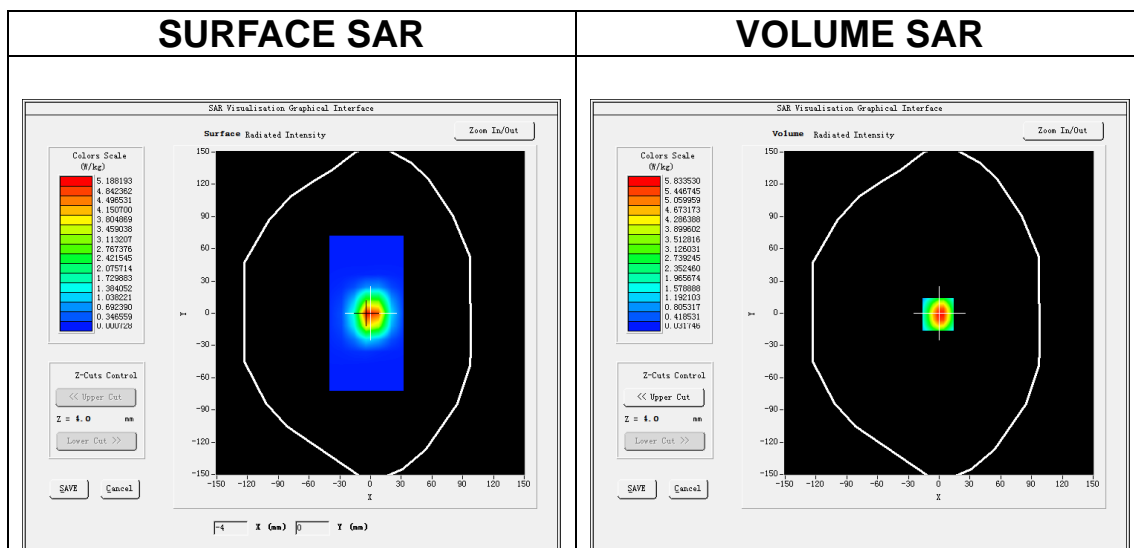 SURFACE SAR
VOLUME SAR
SAR Visualisation Graphical Interface
Surface Radiated Intensity
Zoom In/Out
Colors Scale
(W/kg)
5.188193
4.842362
4.496531
4.150700
3.804869
3.459038
3.113207
2.767376
2.421545
2.075714
1.729883
1.384052
1.038221
0.692390
0.346559
0.000728
150
120
90
60
30
0
-30
-60
-90
-120
-150
Y
-150 -120 -90 -60 -30 0 30 60 90 120 150
X
Z-Cuts Control
<< Upper Cut
Z = 4.0 mm
Lower Cut >>
SAVE Cancel
-4 X (mm) 0 Y (mm)
SAR Visualisation Graphical Interface
Volume Radiated Intensity
Zoom In/Out
Colors Scale
(W/kg)
5.833530
5.446745
5.059959
4.673173
4.286388
3.899602
3.512816
3.126031
2.739245
2.352460
1.965674
1.578888
1.192103
0.805317
0.418531
0.031746
150
120
90
60
30
0
-30
-60
-90
-120
-150
Y
-150 -120 -90 -60 -30 0 30 60 90 120 150
X
Z-Cuts Control
<< Upper Cut
Z = 4.0 mm
Lower Cut >>
SAVE Cancel